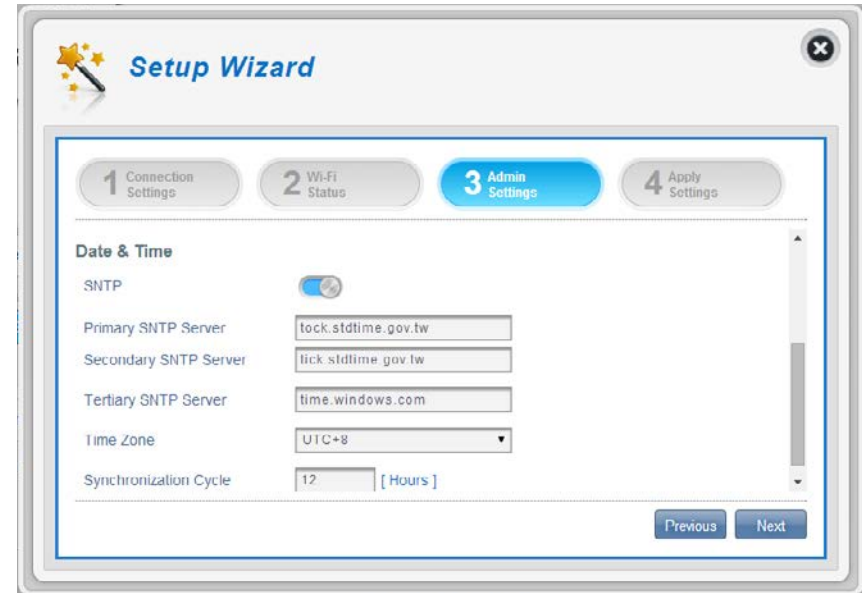 Setup Wizard
1 Connection Settings
2 Wi-Fi Status
3 Admin Settings
4 Apply Settings
Date & Time
SNTP
Primary SNTP Server tock.stdtime.gov.tw
Secondary SNTP Server tick.stdtime.gov.tw
Tertiary SNTP Server time.windows.com
Time Zone UTC+8
Synchronization Cycle 12 [ Hours ]
Previous Next